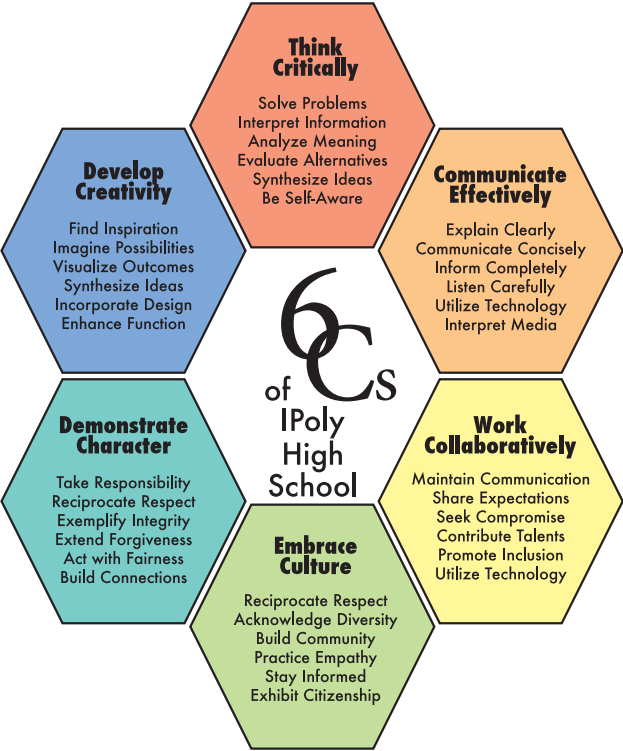 Think
Critically
Solve Problems
Interpret Information
Analyze Meaning
Evaluate Alternatives
Synthesize Ideas
Be Self-Aware
Communicate
Effectively
Explain Clearly
Communicate Concisely
Inform Completely
Listen Carefully
Utilize Technology
Interpret Media
Work
Collaboratively
Maintain Communication
Share Expectations
Seek Compromise
Contribute Talents
Promote Inclusion
Utilize Technology
Embrace
Culture
Reciprocate Respect
Acknowledge Diversity
Build Community
Practice Empathy
Stay Informed
Exhibit Citizenship
Demonstrate
Character
Take Responsibility
Reciprocate Respect
Exemplify Integrity
Extend Forgiveness
Act with Fairness
Build Connections
Develop
Creativity
Find Inspiration
Imagine Possibilities
Visualize Outcomes
Synthesize Ideas
Incorporate Design
Enhance Function
6Cs
of
IPoly
High
School